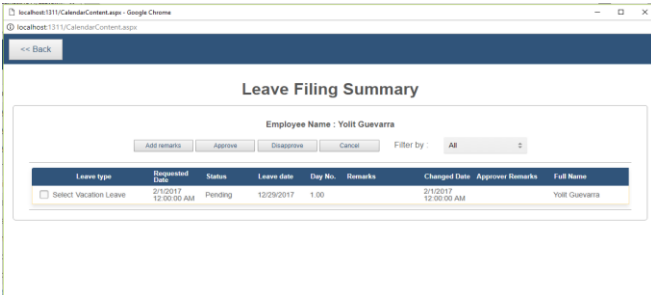 localhost:1311/CalendarContent.aspx - Google Chrome
localhost:1311/CalendarContent.aspx
<< Back
Leave Filing Summary
Employee Name : Yolit Guevarra
Add remarks Approve Disapprove Cancel Filter by : All
Leave type Requested Date Status Leave date Day No. Remarks Changed Date Approver Remarks Full Name
Select Vacation Leave 2/1/2017 12:00:00 AM Pending 12/29/2017 1.00 2/1/2017 12:00:00 AM Yolit Guevarra